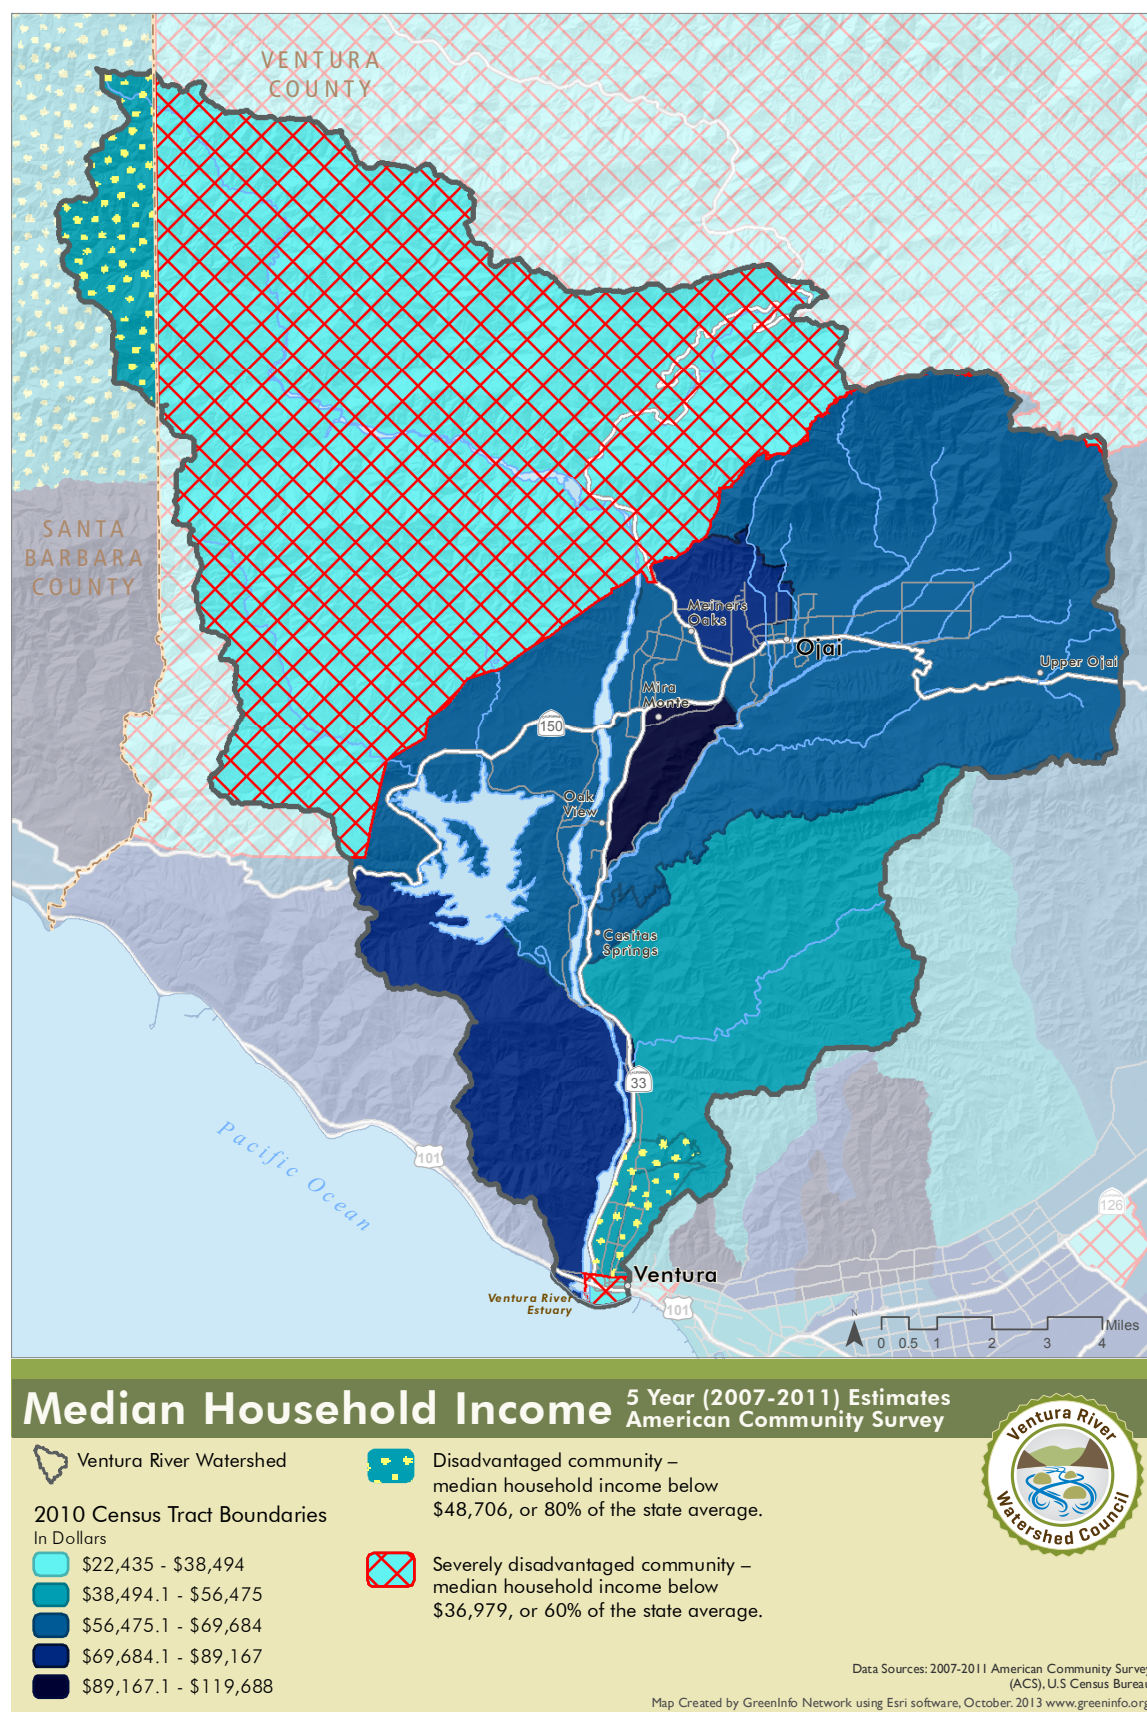 VENTURA
COUNTY
SANTA
BARBARA
COUNTY
Meiners
Oaks
Ojai
Upper Ojai
Mira
Monte
CALIFORNIA
150
Oak
View
Casitas
Springs
CALIFORNIA
33
Pacific Ocean
101
126
Ventura
Ventura River
Estuary
101
N
Miles
0 0.5 1 2 3 4
Median Household Income
5 Year (2007-2011) Estimates
American Community Survey
Ventura River Watershed
2010 Census Tract Boundaries
In Dollars
$22,435 - $38,494
$38,494.1 - $56,475
$56,475.1 - $69,684
$69,684.1 - $89,167
$89,167.1 - $119,688
Disadvantaged community –
median household income below
$48,706, or 80% of the state average.
Severely disadvantaged community –
median household income below
$36,979, or 60% of the state average.
Ventura River
Watershed Council
Data Sources: 2007-2011 American Community Survey
(ACS), U.S Census Bureau
Map Created by GreenInfo Network using Esri software, October. 2013 www.greeninfo.org